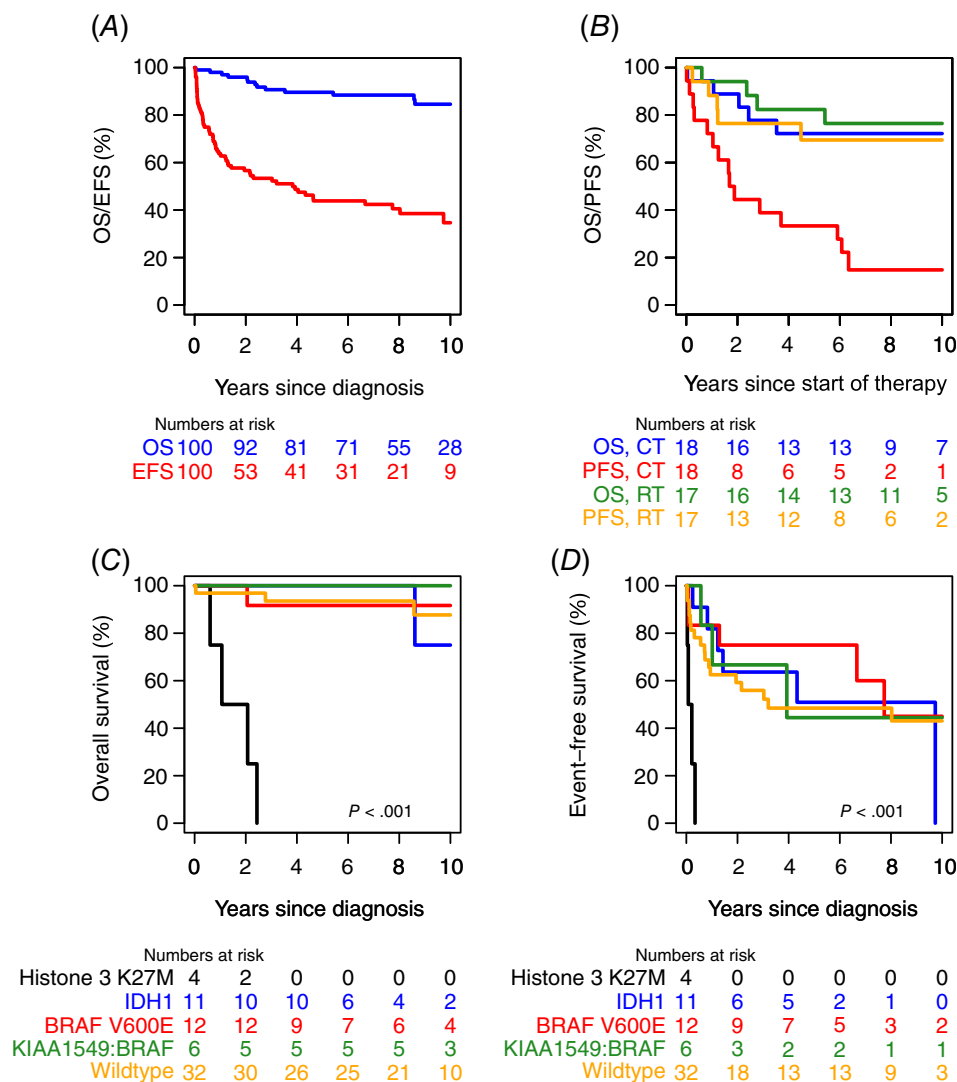 (A)
OS/EFS (%)
100
80
60
40
20
0
0 2 4 6 8 10
Years since diagnosis
Numbers at risk
OS 100 92 81 71 55 28
EFS 100 53 41 31 21 9
(B)
OS/PFS (%)
100
80
60
40
20
0
0 2 4 6 8 10
Years since start of therapy
Numbers at risk
OS, CT 18 16 13 13 9 7
PFS, CT 18 8 6 5 2 1
OS, RT 17 16 14 13 11 5
PFS, RT 17 13 12 8 6 2
(C)
Overall survival (%)
100
80
60
40
20
0
P < .001
0 2 4 6 8 10
Years since diagnosis
Numbers at risk
Histone 3 K27M 4 2 0 0 0 0
IDH1 11 10 10 6 4 2
BRAF V600E 12 12 9 7 6 4
KIAA1549:BRAF 6 5 5 5 5 3
Wildtype 32 30 26 25 21 10
(D)
Event–free survival (%)
100
80
60
40
20
0
P < .001
0 2 4 6 8 10
Years since diagnosis
Numbers at risk
Histone 3 K27M 4 0 0 0 0 0
IDH1 11 6 5 2 1 0
BRAF V600E 12 9 7 5 3 2
KIAA1549:BRAF 6 3 2 2 1 1
Wildtype 32 18 13 13 9 3